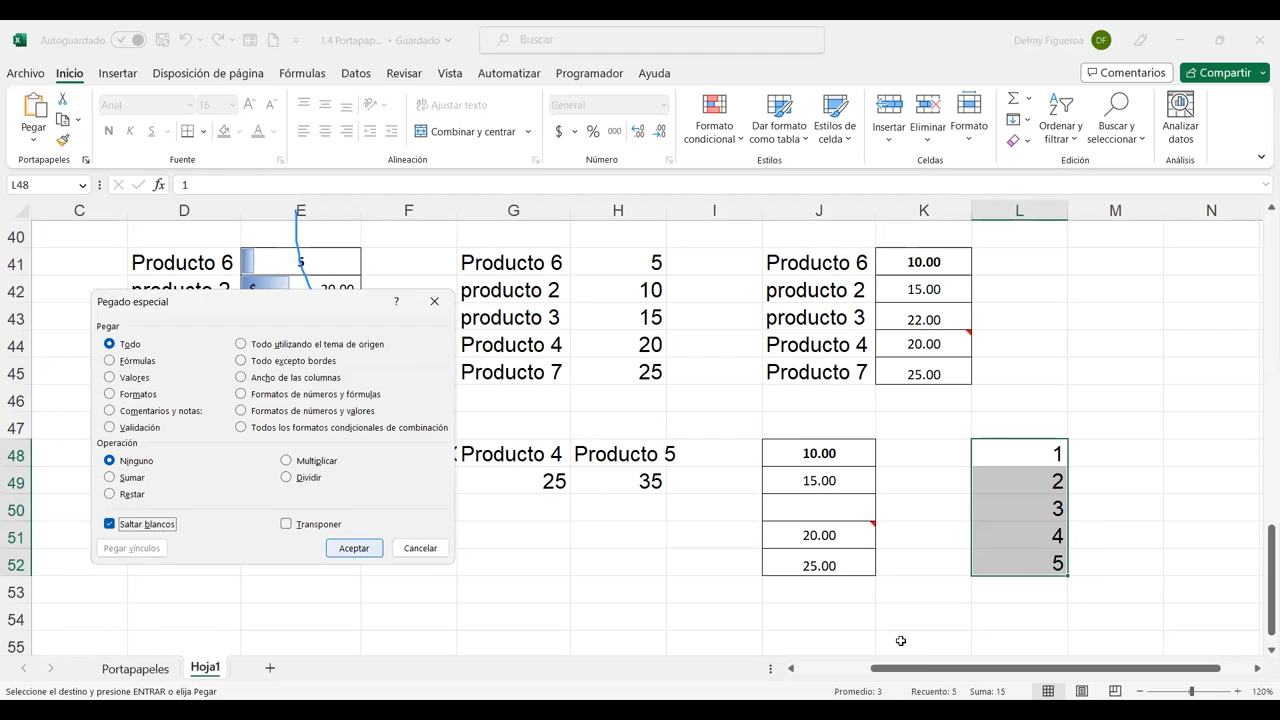 Autoguardado
1.4 Portapap... • Guardado
Buscar
Delmy Figueroa
DF
Archivo Inicio Insertar Disposición de página Fórmulas Datos Revisar Vista Automatizar Programador Ayuda
Comentarios
Compartir
Pegar
Portapapeles
Arial 16
N K S
Fuente
Ajustar texto
Combinar y centrar
Alineación
General
$ % 000
Número
Formato condicional
Dar formato como tabla
Estilos de celda
Estilos
Insertar
Eliminar
Formato
Celdas
Ordenar y filtrar
Buscar y seleccionar
Edición
Analizar datos
Análisis
L48 fx 1
C D E F G H I J K L M N
40
41 Producto 6 5 Producto 6 5 Producto 6 10.00
42 producto 2 $ 20.00 producto 2 10 producto 2 15.00
43 producto 3 15 producto 3 22.00
44 Producto 4 20 Producto 4 20.00
45 Producto 7 25 Producto 7 25.00
46
47
48 Producto 4 Producto 5 10.00 1
49 25 35 15.00 2
50 3
51 20.00 4
52 25.00 5
53
54
55
Pegado especial ?
Pegar
Todo Todo utilizando el tema de origen
Fórmulas Todo excepto bordes
Valores Ancho de las columnas
Formatos Formatos de números y fórmulas
Comentarios y notas: Formatos de números y valores
Validación Todos los formatos condicionales de combinación
Operación
Ninguno Multiplicar
Sumar Dividir
Restar
Saltar blancos Transponer
Pegar vínculos Aceptar Cancelar
Portapapeles Hoja1
Seleccione el destino y presione ENTRAR o elija Pegar
Promedio: 3 Recuento: 5 Suma: 15
120%